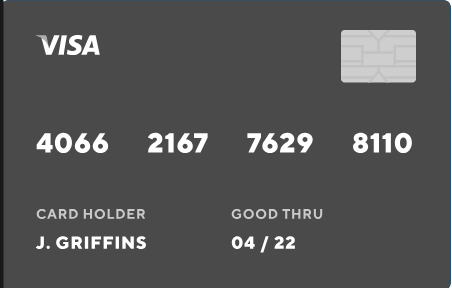 VISA
4066 2167 7629 8110
CARD HOLDER GOOD THRU
J. GRIFFINS 04 / 22